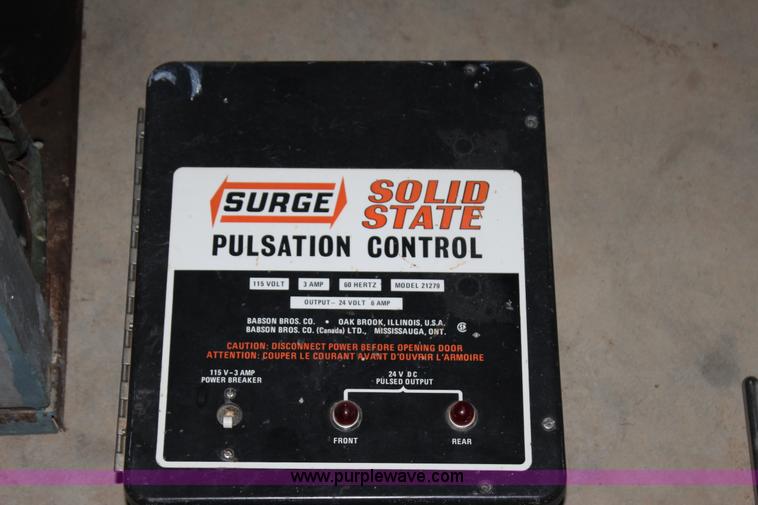 SURGE
SOLID
STATE
PULSATION CONTROL
115 VOLT 3 AMP 60 HERTZ MODEL 21279
OUTPUT- 24 VOLT 6 AMP
BABSON BROS. CO. • OAK BROOK, ILLINOIS, U.S.A.
BABSON BROS. CO. (Canada) LTD., MISSISSAUGA, ONT.
CAUTION: DISCONNECT POWER BEFORE OPENING DOOR
ATTENTION: COUPER LE COURANT AVANT D'OUVRIR L'ARMOIRE
115 V-3 AMP
POWER BREAKER
24 V DC
PULSED OUTPUT
FRONT
REAR
www.purplewave.com